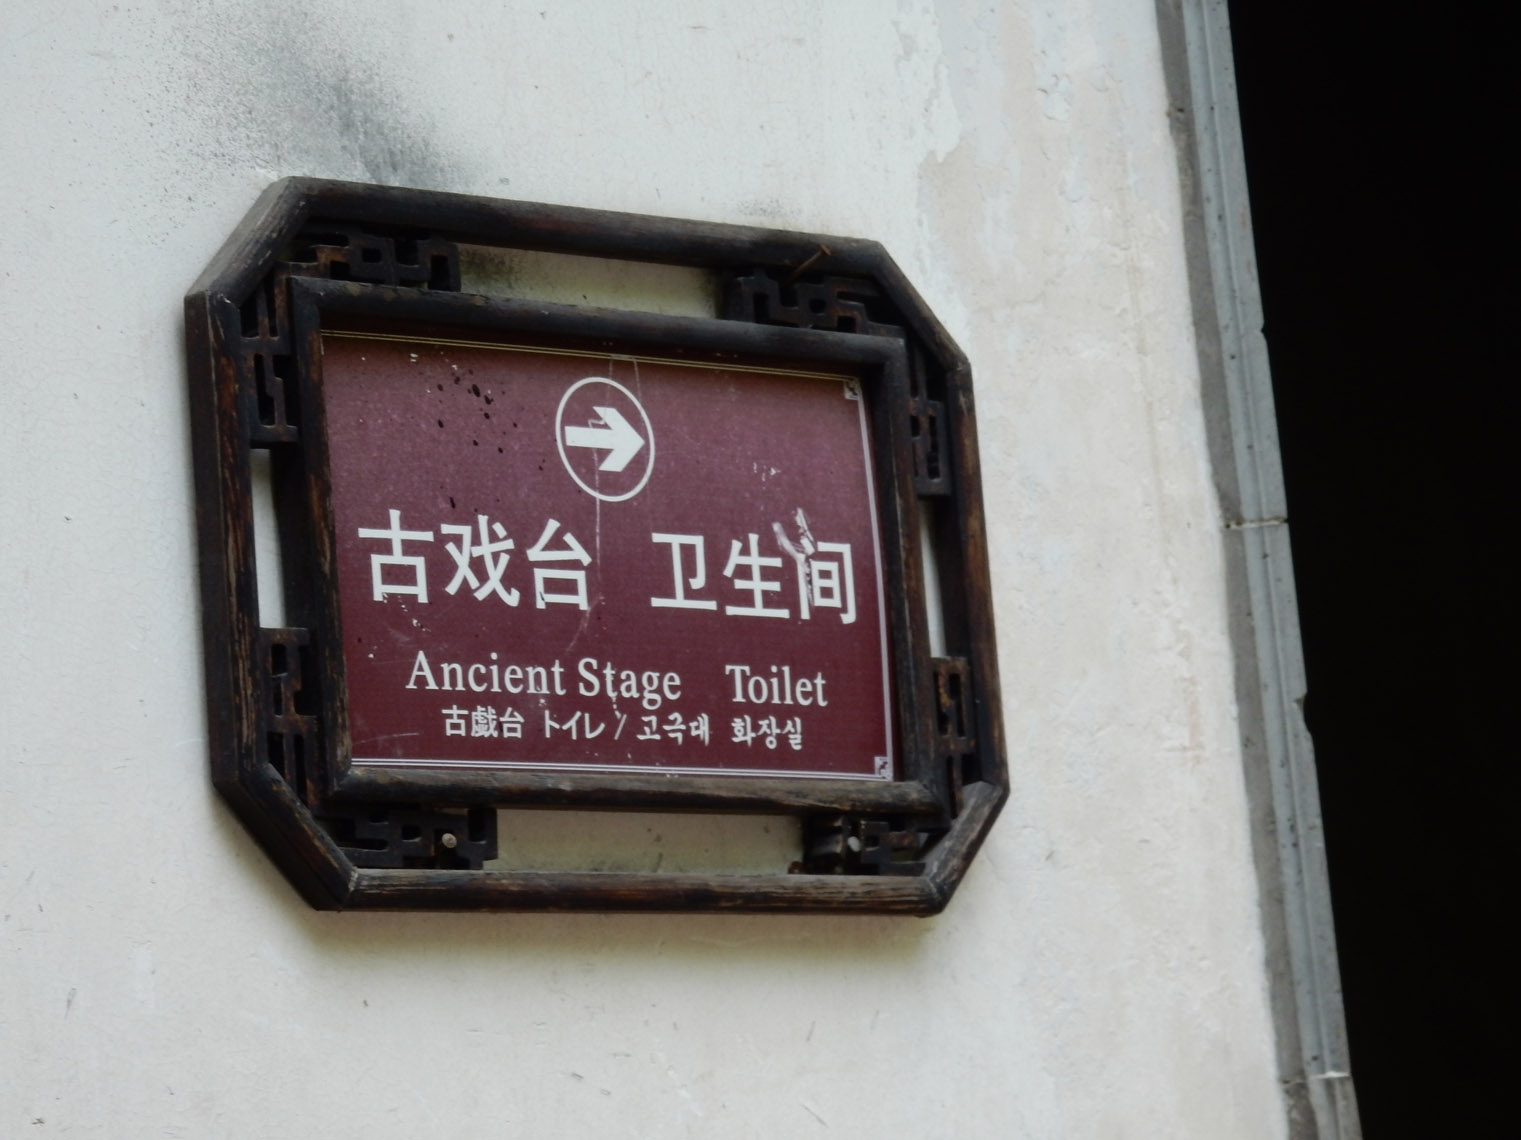 古戏台 卫生间
Ancient Stage Toilet
古戯台 トイレ / 고극대 화장실